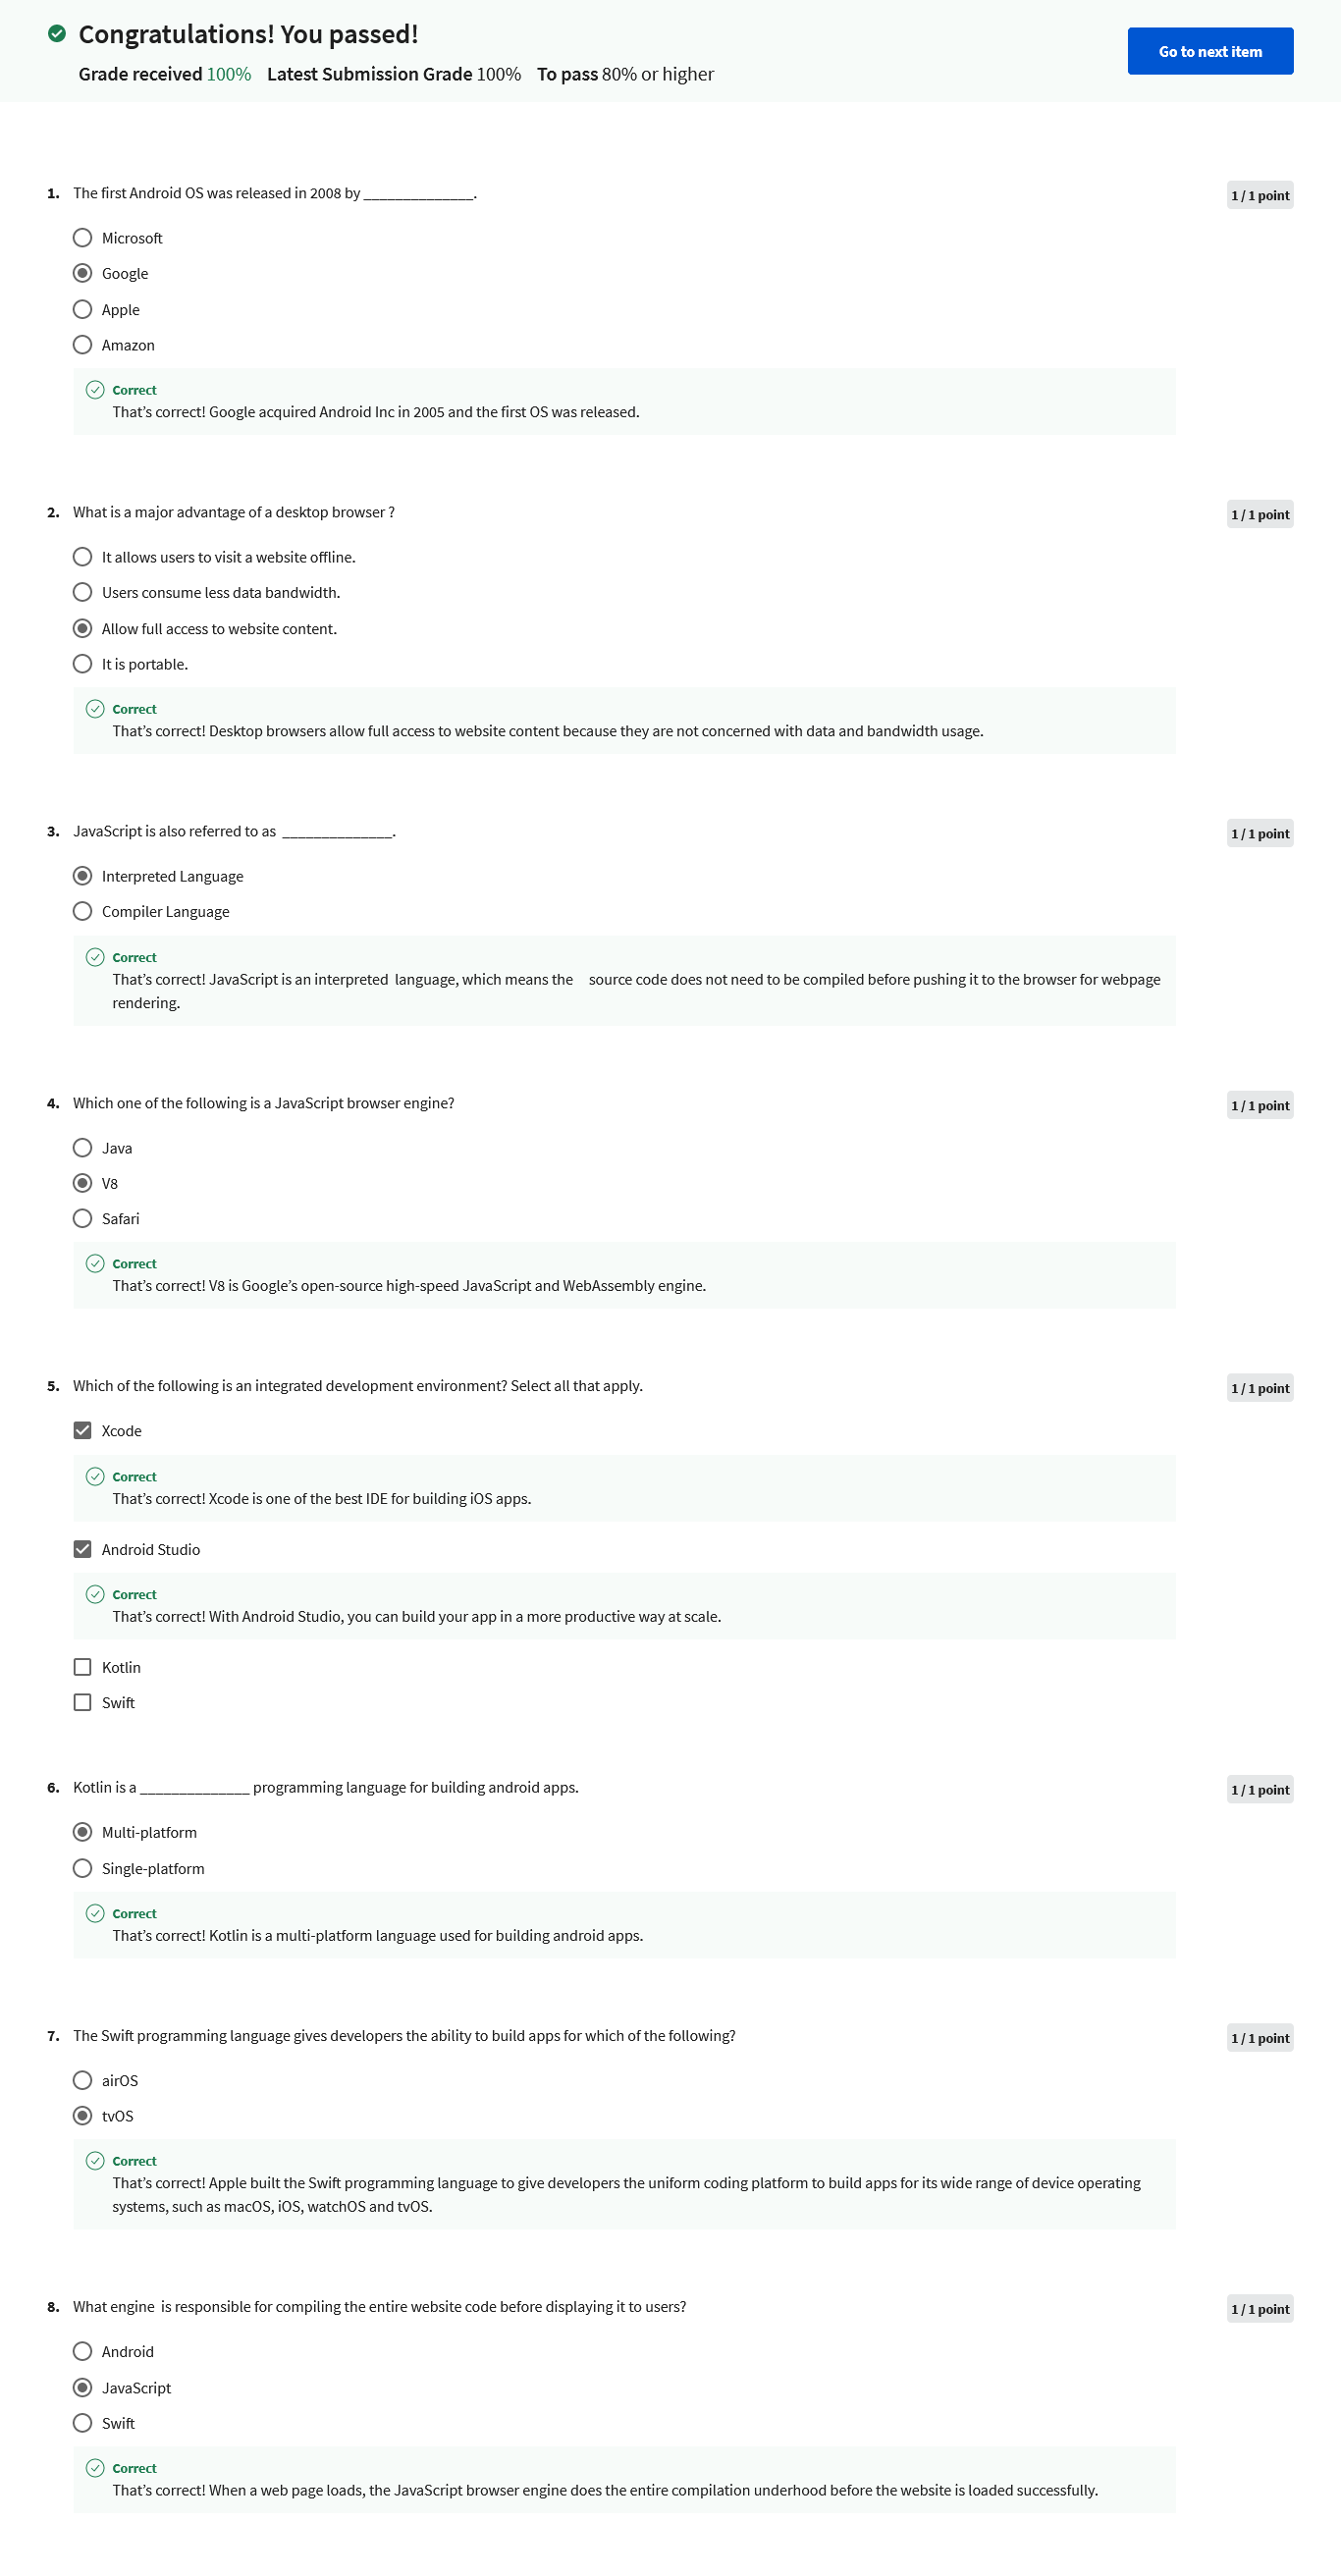 Congratulations! You passed!
Go to next item
Grade received 100% Latest Submission Grade 100% To pass 80% or higher
1. The first Android OS was released in 2008 by ______________.
1 / 1 point
Microsoft
Google
Apple
Amazon
Correct
That’s correct! Google acquired Android Inc in 2005 and the first OS was released.
2. What is a major advantage of a desktop browser ?
1 / 1 point
It allows users to visit a website offline.
Users consume less data bandwidth.
Allow full access to website content.
It is portable.
Correct
That’s correct! Desktop browsers allow full access to website content because they are not concerned with data and bandwidth usage.
3. JavaScript is also referred to as ______________.
1 / 1 point
Interpreted Language
Compiler Language
Correct
That’s correct! JavaScript is an interpreted language, which means the source code does not need to be compiled before pushing it to the browser for webpage
rendering.
4. Which one of the following is a JavaScript browser engine?
1 / 1 point
Java
V8
Safari
Correct
That’s correct! V8 is Google’s open-source high-speed JavaScript and WebAssembly engine.
5. Which of the following is an integrated development environment? Select all that apply.
1 / 1 point
Xcode
Correct
That’s correct! Xcode is one of the best IDE for building iOS apps.
Android Studio
Correct
That’s correct! With Android Studio, you can build your app in a more productive way at scale.
Kotlin
Swift
6. Kotlin is a ______________ programming language for building android apps.
1 / 1 point
Multi-platform
Single-platform
Correct
That’s correct! Kotlin is a multi-platform language used for building android apps.
7. The Swift programming language gives developers the ability to build apps for which of the following?
1 / 1 point
airOS
tvOS
Correct
That’s correct! Apple built the Swift programming language to give developers the uniform coding platform to build apps for its wide range of device operating
systems, such as macOS, iOS, watchOS and tvOS.
8. What engine is responsible for compiling the entire website code before displaying it to users?
1 / 1 point
Android
JavaScript
Swift
Correct
That’s correct! When a web page loads, the JavaScript browser engine does the entire compilation underhood before the website is loaded successfully.